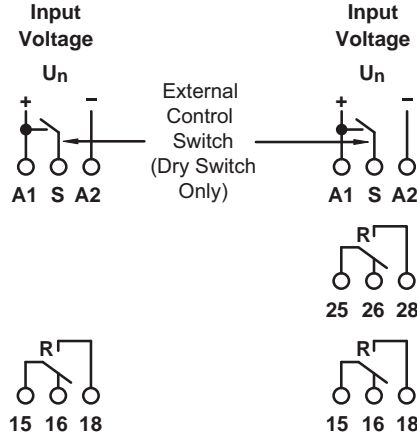 Input
Voltage
Un
+ –
A1 S A2
External
Control
Switch
(Dry Switch
Only)
Input
Voltage
Un
+ –
A1 S A2
R
25 26 28
R
15 16 18
R
15 16 18